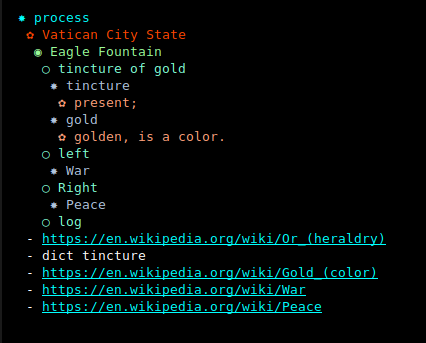 ✸ process
✿ Vatican City State
◉ Eagle Fountain
○ tincture of gold
✸ tincture
✿ present;
✸ gold
✿ golden, is a color.
○ left
✸ War
○ Right
✸ Peace
○ log
- https://en.wikipedia.org/wiki/Or_(heraldry)
- dict tincture
- https://en.wikipedia.org/wiki/Gold_(color)
- https://en.wikipedia.org/wiki/War
- https://en.wikipedia.org/wiki/Peace